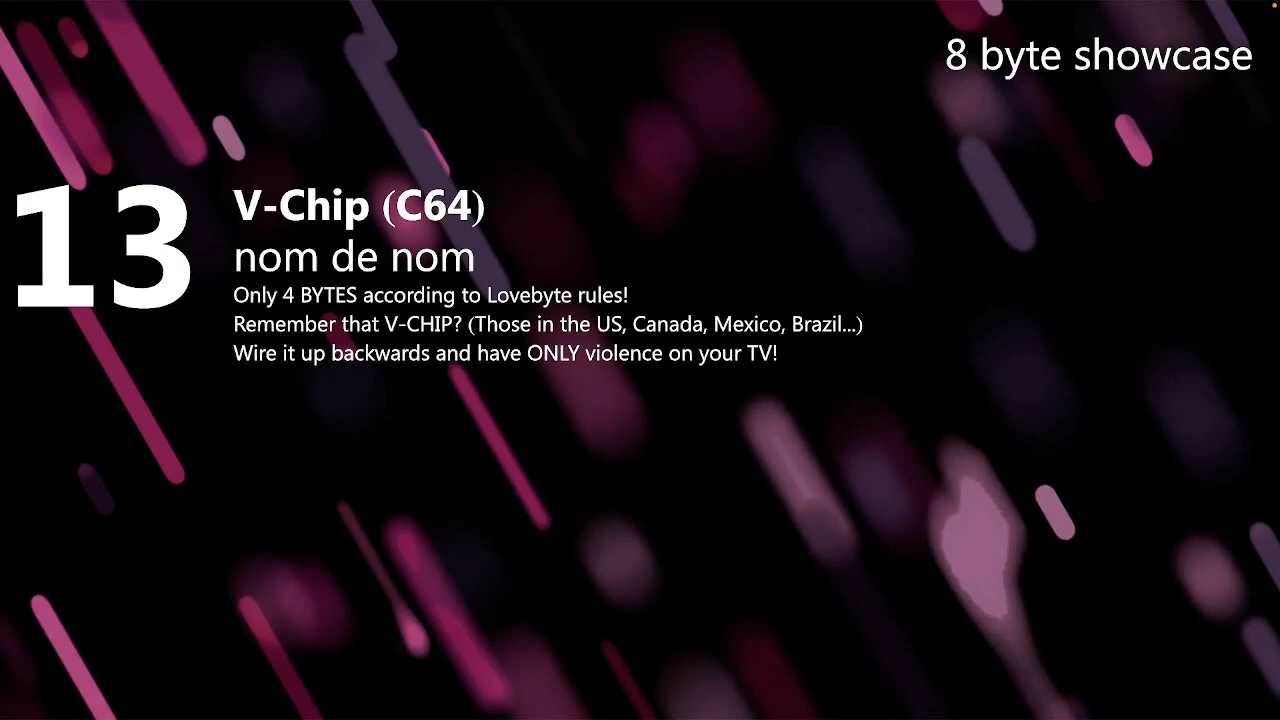 8 byte showcase
13
V-Chip (C64)
nom de nom
Only 4 BYTES according to Lovebyte rules!
Remember that V-CHIP? (Those in the US, Canada, Mexico, Brazil...)
Wire it up backwards and have ONLY violence on your TV!